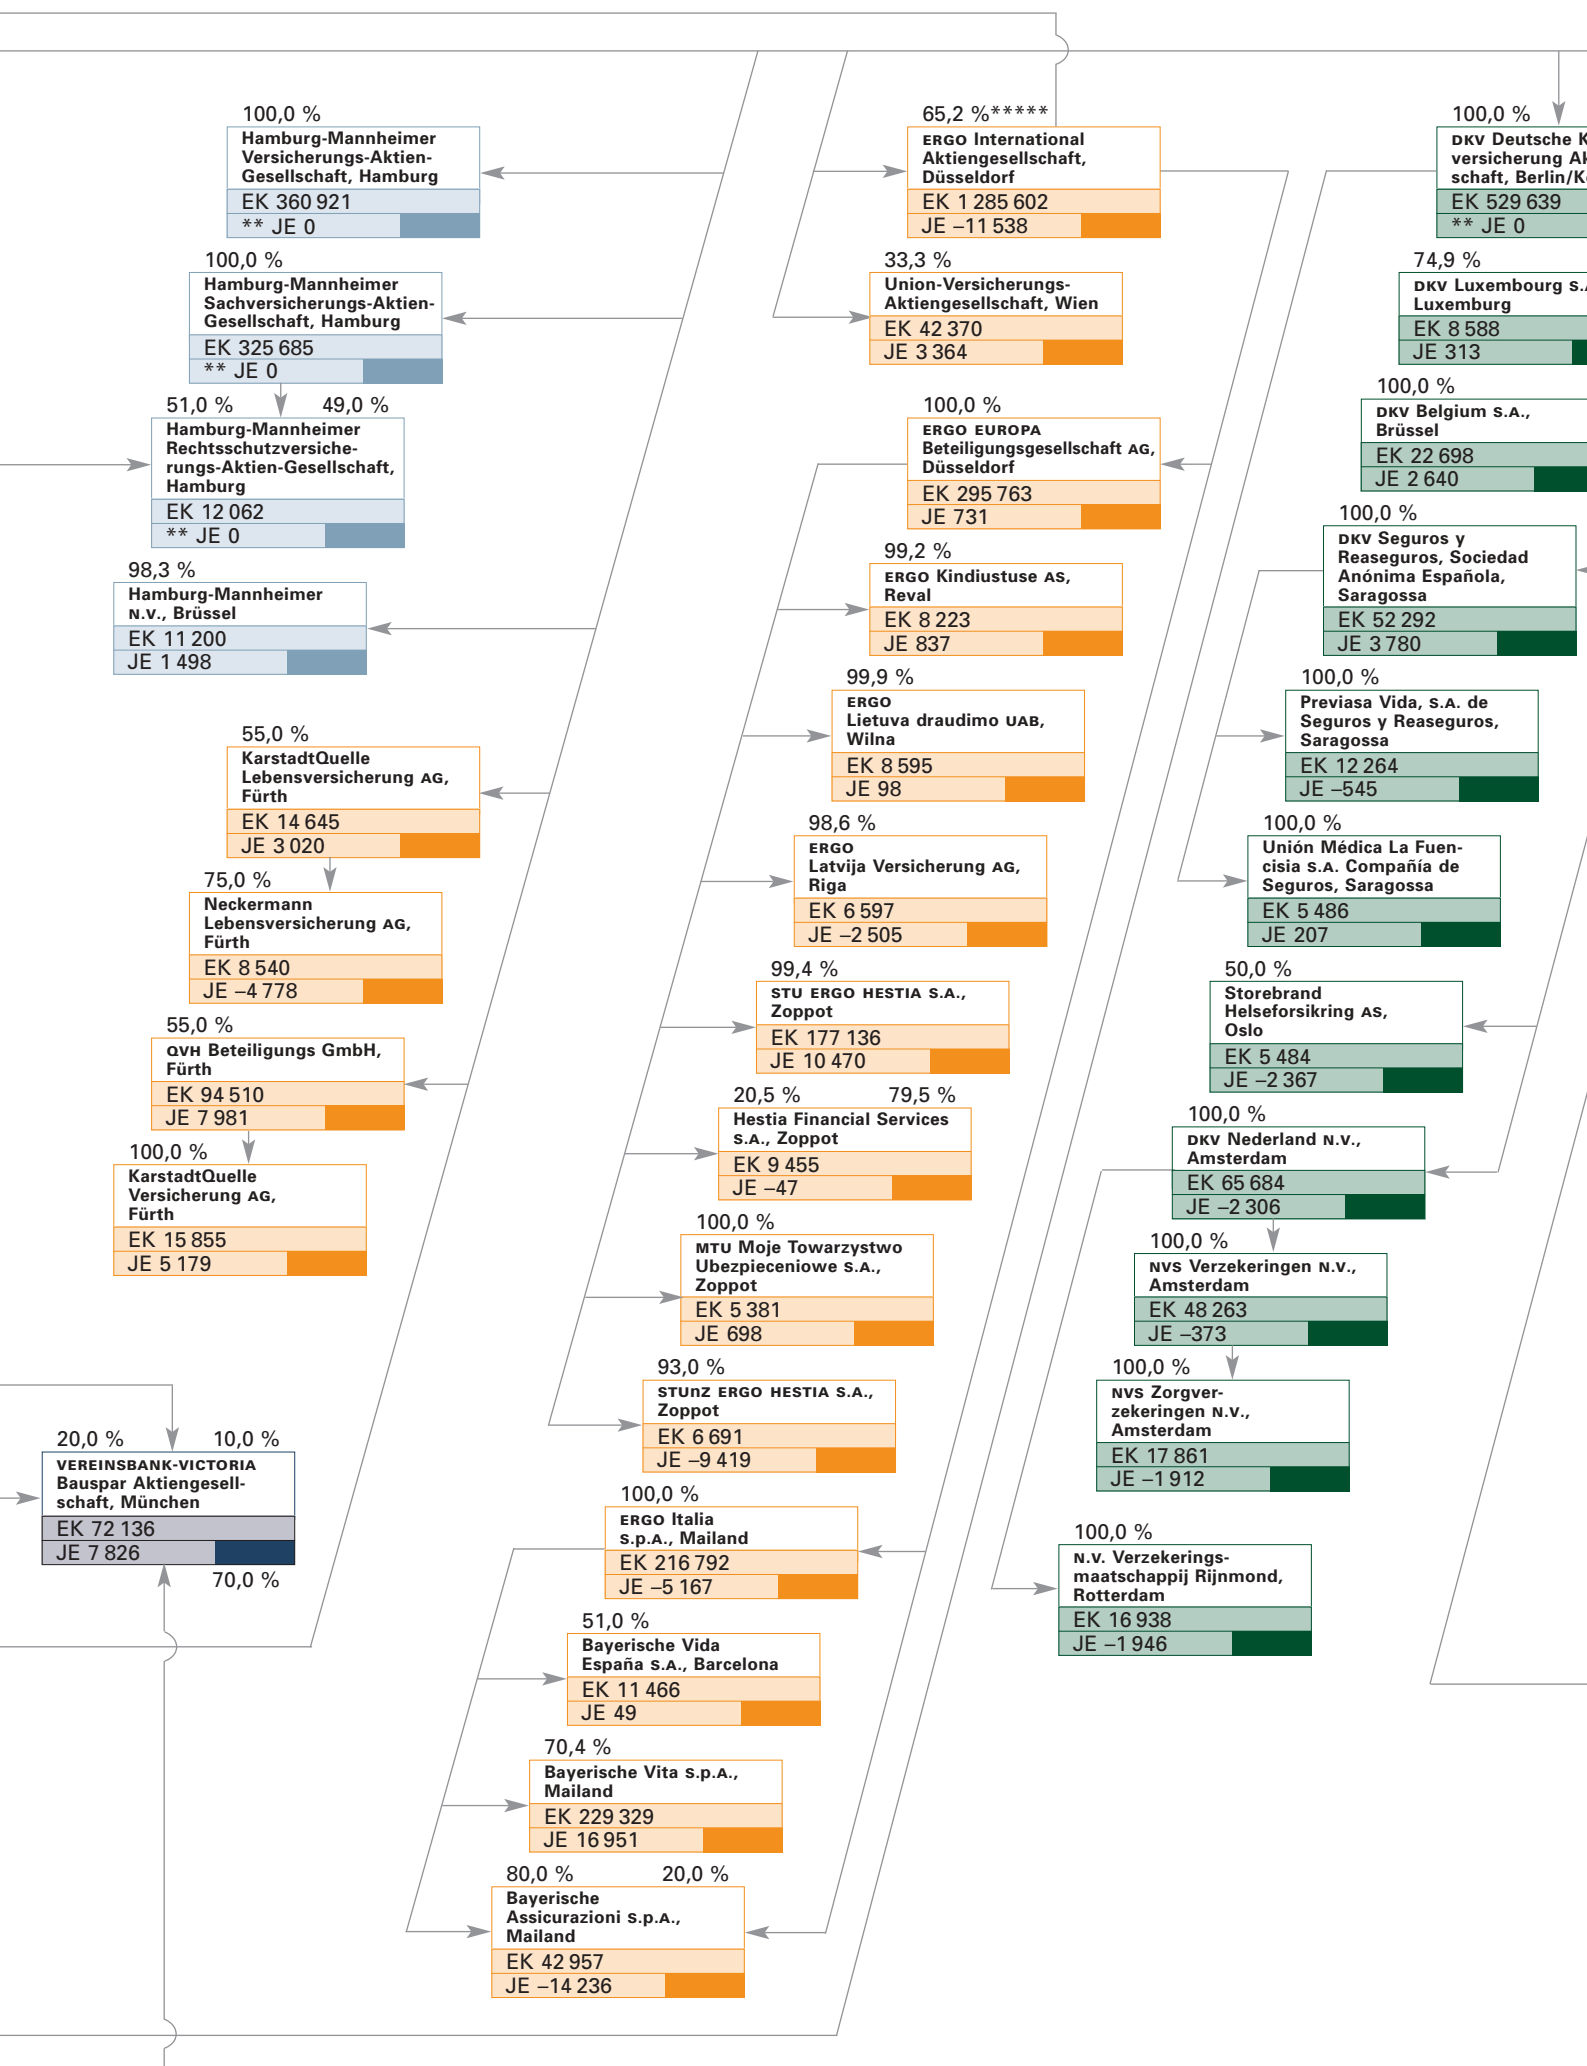 100,0 %
Hamburg-Mannheimer
Versicherungs-Aktien-
Gesellschaft, Hamburg
EK 360 921
** JE 0
100,0 %
Hamburg-Mannheimer
Sachversicherungs-Aktien-
Gesellschaft, Hamburg
EK 325 685
** JE 0
51,0 % 49,0 %
Hamburg-Mannheimer
Rechtsschutzversiche-
rungs-Aktien-Gesellschaft,
Hamburg
EK 12 062
** JE 0
98,3 %
Hamburg-Mannheimer
N.V., Brüssel
EK 11 200
JE 1 498
55,0 %
KarstadtQuelle
Lebensversicherung AG,
Fürth
EK 14 645
JE 3 020
75,0 %
Neckermann
Lebensversicherung AG,
Fürth
EK 8 540
JE –4 778
55,0 %
QVH Beteiligungs GmbH,
Fürth
EK 94 510
JE 7 981
100,0 %
KarstadtQuelle
Versicherung AG,
Fürth
EK 15 855
JE 5 179
20,0 % 10,0 %
VEREINSBANK-VICTORIA
Bauspar Aktiengesell-
schaft, München
EK 72 136
JE 7 826
70,0 %
65,2 %*****
ERGO International
Aktiengesellschaft,
Düsseldorf
EK 1 285 602
JE –11 538
33,3 %
Union-Versicherungs-
Aktiengesellschaft, Wien
EK 42 370
JE 3 364
100,0 %
ERGO EUROPA
Beteiligungsgesellschaft AG,
Düsseldorf
EK 295 763
JE 731
99,2 %
ERGO Kindiustuse AS,
Reval
EK 8 223
JE 837
99,9 %
ERGO
Lietuva draudimo UAB,
Wilna
EK 8 595
JE 98
98,6 %
ERGO
Latvija Versicherung AG,
Riga
EK 6 597
JE –2 505
99,4 %
STU ERGO HESTIA S.A.,
Zoppot
EK 177 136
JE 10 470
20,5 % 79,5 %
Hestia Financial Services
S.A., Zoppot
EK 9 455
JE –47
100,0 %
MTU Moje Towarzystwo
Ubezpieceniowe S.A.,
Zoppot
EK 5 381
JE 698
93,0 %
STUnZ ERGO HESTIA S.A.,
Zoppot
EK 6 691
JE –9 419
100,0 %
ERGO Italia
S.p.A., Mailand
EK 216 792
JE –5 167
51,0 %
Bayerische Vida
España S.A., Barcelona
EK 11 466
JE 49
70,4 %
Bayerische Vita S.p.A.,
Mailand
EK 229 329
JE 16 951
80,0 % 20,0 %
Bayerische
Assicurazioni S.p.A.,
Mailand
EK 42 957
JE –14 236
100,0 %
DKV Deutsche
versicherung
schaft,
EK 529 639
** JE 0
74,9 %
DKV Luxembourg
Luxemburg
EK 8 588
JE 313
100,0 %
DKV Belgium S.A.,
Brüssel
EK 22 698
JE 2 640
100,0 %
DKV Seguros y
Reaseguros, Sociedad
Anónima Española,
Saragossa
EK 52 292
JE 3 780
100,0 %
Previasa Vida, S.A. de
Seguros y Reaseguros,
Saragossa
EK 12 264
JE –545
100,0 %
Unión Médica La Fuen-
cisia S.A. Compañía de
Seguros, Saragossa
EK 5 486
JE 207
50,0 %
Storebrand
Helseforsikring AS,
Oslo
EK 5 484
JE –2 367
100,0 %
DKV Nederland N.V.,
Amsterdam
EK 65 684
JE –2 306
100,0 %
NVS Verzekeringen N.V.,
Amsterdam
EK 48 263
JE –373
100,0 %
NVS Zorgver-
zekeringen N.V.,
Amsterdam
EK 17 861
JE –1 912
100,0 %
N.V. Verzekerings-
maatschappij Rijnmond,
Rotterdam
EK 16 938
JE –1 946